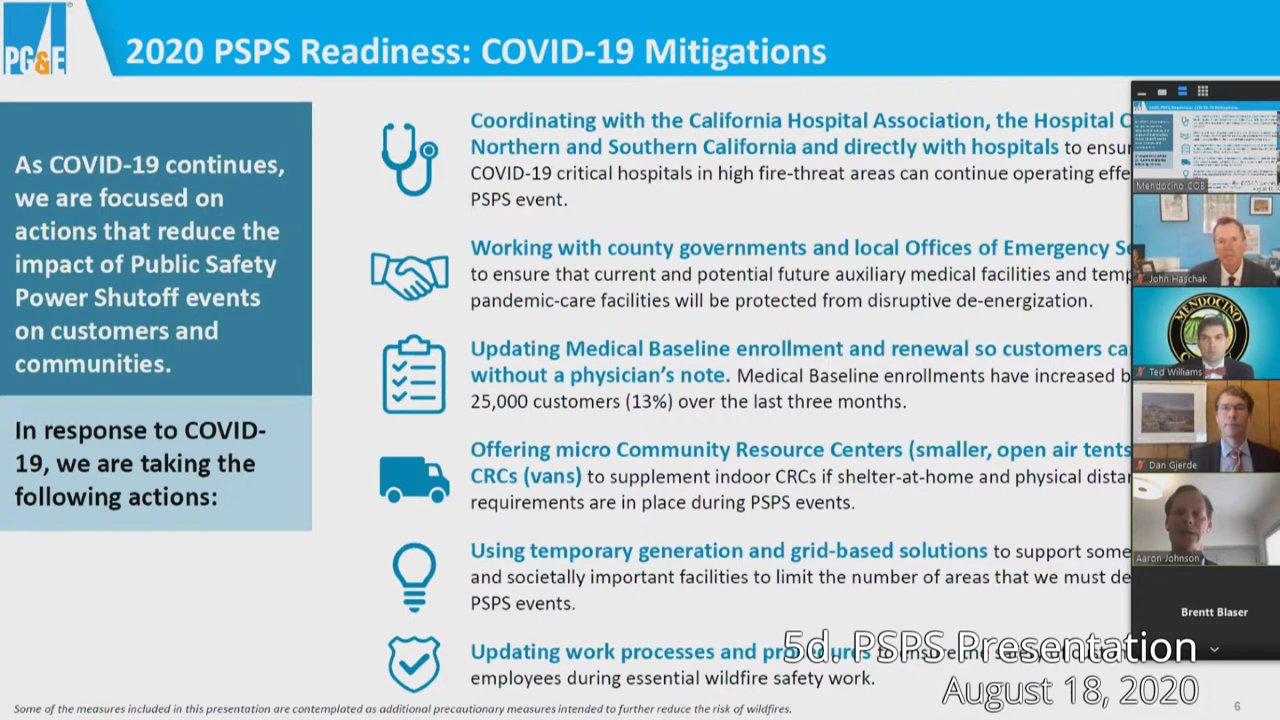 PG&E
2020 PSPS Readiness: COVID-19 Mitigations
As COVID-19 continues,
we are focused on
actions that reduce the
impact of Public Safety
Power Shutoff events
on customers and
communities.
In response to COVID-
19, we are taking the
following actions:
Coordinating with the California Hospital Association, the Hospital C
Northern and Southern California and directly with hospitals to ensur
COVID-19 critical hospitals in high fire-threat areas can continue operating effe
PSPS event.
Working with county governments and local Offices of Emergency Se
to ensure that current and potential future auxiliary medical facilities and temp
pandemic-care facilities will be protected from disruptive de-energization.
Updating Medical Baseline enrollment and renewal so customers ca
without a physician's note. Medical Baseline enrollments have increased b
25,000 customers (13%) over the last three months.
Offering micro Community Resource Centers (smaller, open air tents
CRCs (vans) to supplement indoor CRCs if shelter-at-home and physical distan
requirements are in place during PSPS events.
Using temporary generation and grid-based solutions to support some
and societally important facilities to limit the number of areas that we must de
PSPS events.
Updating work processes and procedures to ensure the safety
employees during essential wildfire safety work.
Some of the measures included in this presentation are contemplated as additional precautionary measures intended to further reduce the risk of wildfires.
6
Mendocino COB
John Haschak
MENDOCINO
Ted Williams
Dan Gjerde
Aaron Johnson
Brentt Blaser
5d. PSPS Presentation
August 18, 2020